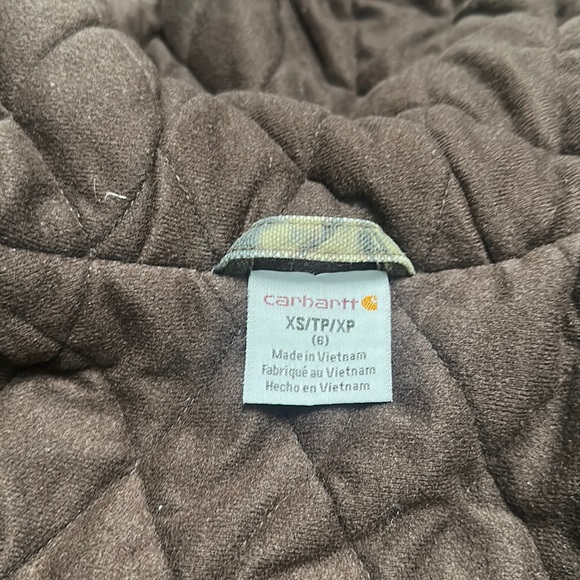 carhartt
XS/TP/XP
(6)
Made in Vietnam
Fabriqué au Vietnam
Hecho en Vietnam